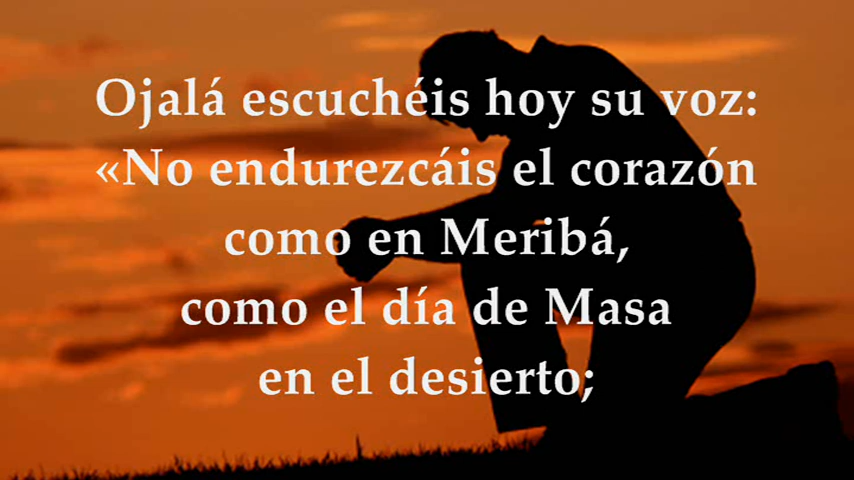 Ojalá escuchéis hoy su voz:
«No endurezcáis el corazón
como en Meribá,
como el día de Masa
en el desierto;